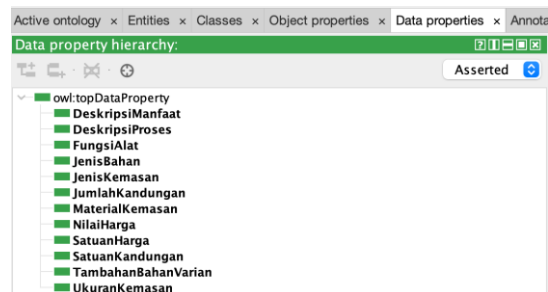 Active ontology × Entities × Classes × Object properties × Data properties × Annota
Data property hierarchy:
Asserted
owl:topDataProperty
DeskripsiManfaat
DeskripsiProses
FungsiAlat
JenisBahan
JenisKemasan
JumlahKandungan
MaterialKemasan
NilaiHarga
SatuanHarga
SatuanKandungan
TambahanBahanVarian
UkuranKemasan